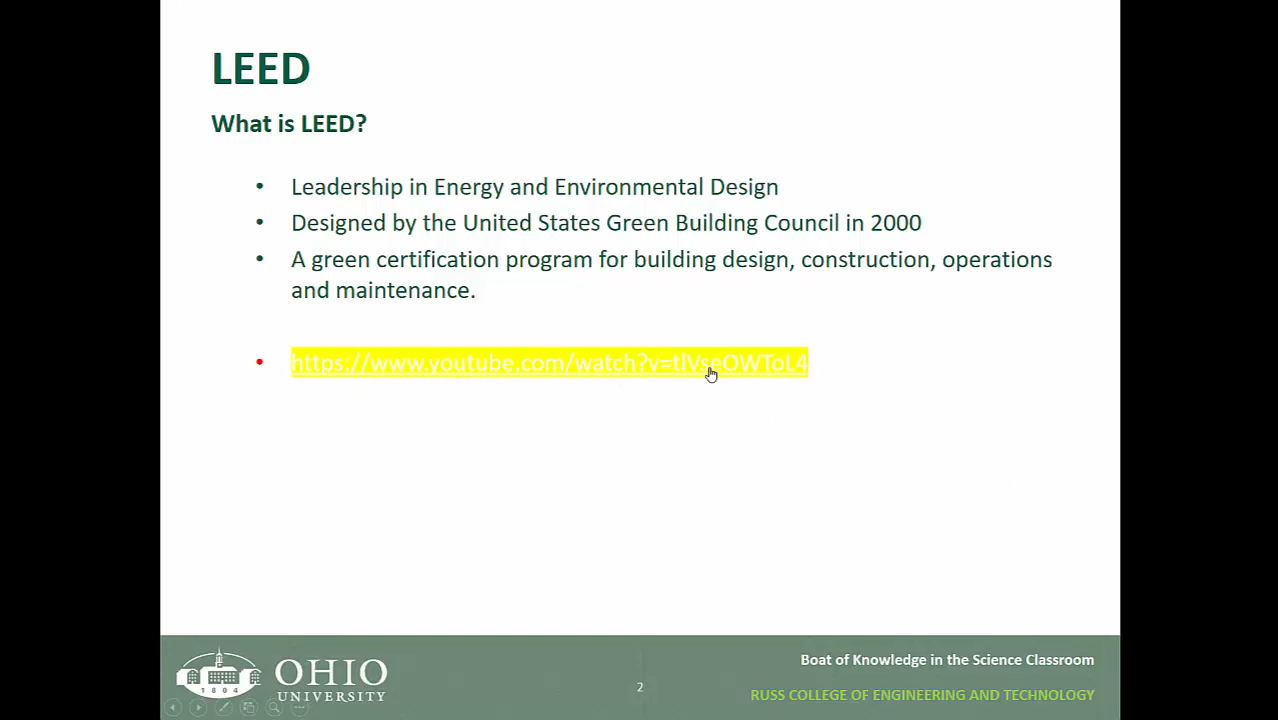 LEED
What is LEED?
• Leadership in Energy and Environmental Design
• Designed by the United States Green Building Council in 2000
• A green certification program for building design, construction, operations
and maintenance.
• https://www.youtube.com/watch?v=tlVseOWToL4
1804
OHIO
UNIVERSITY
2
Boat of Knowledge in the Science Classroom
RUSS COLLEGE OF ENGINEERING AND TECHNOLOGY